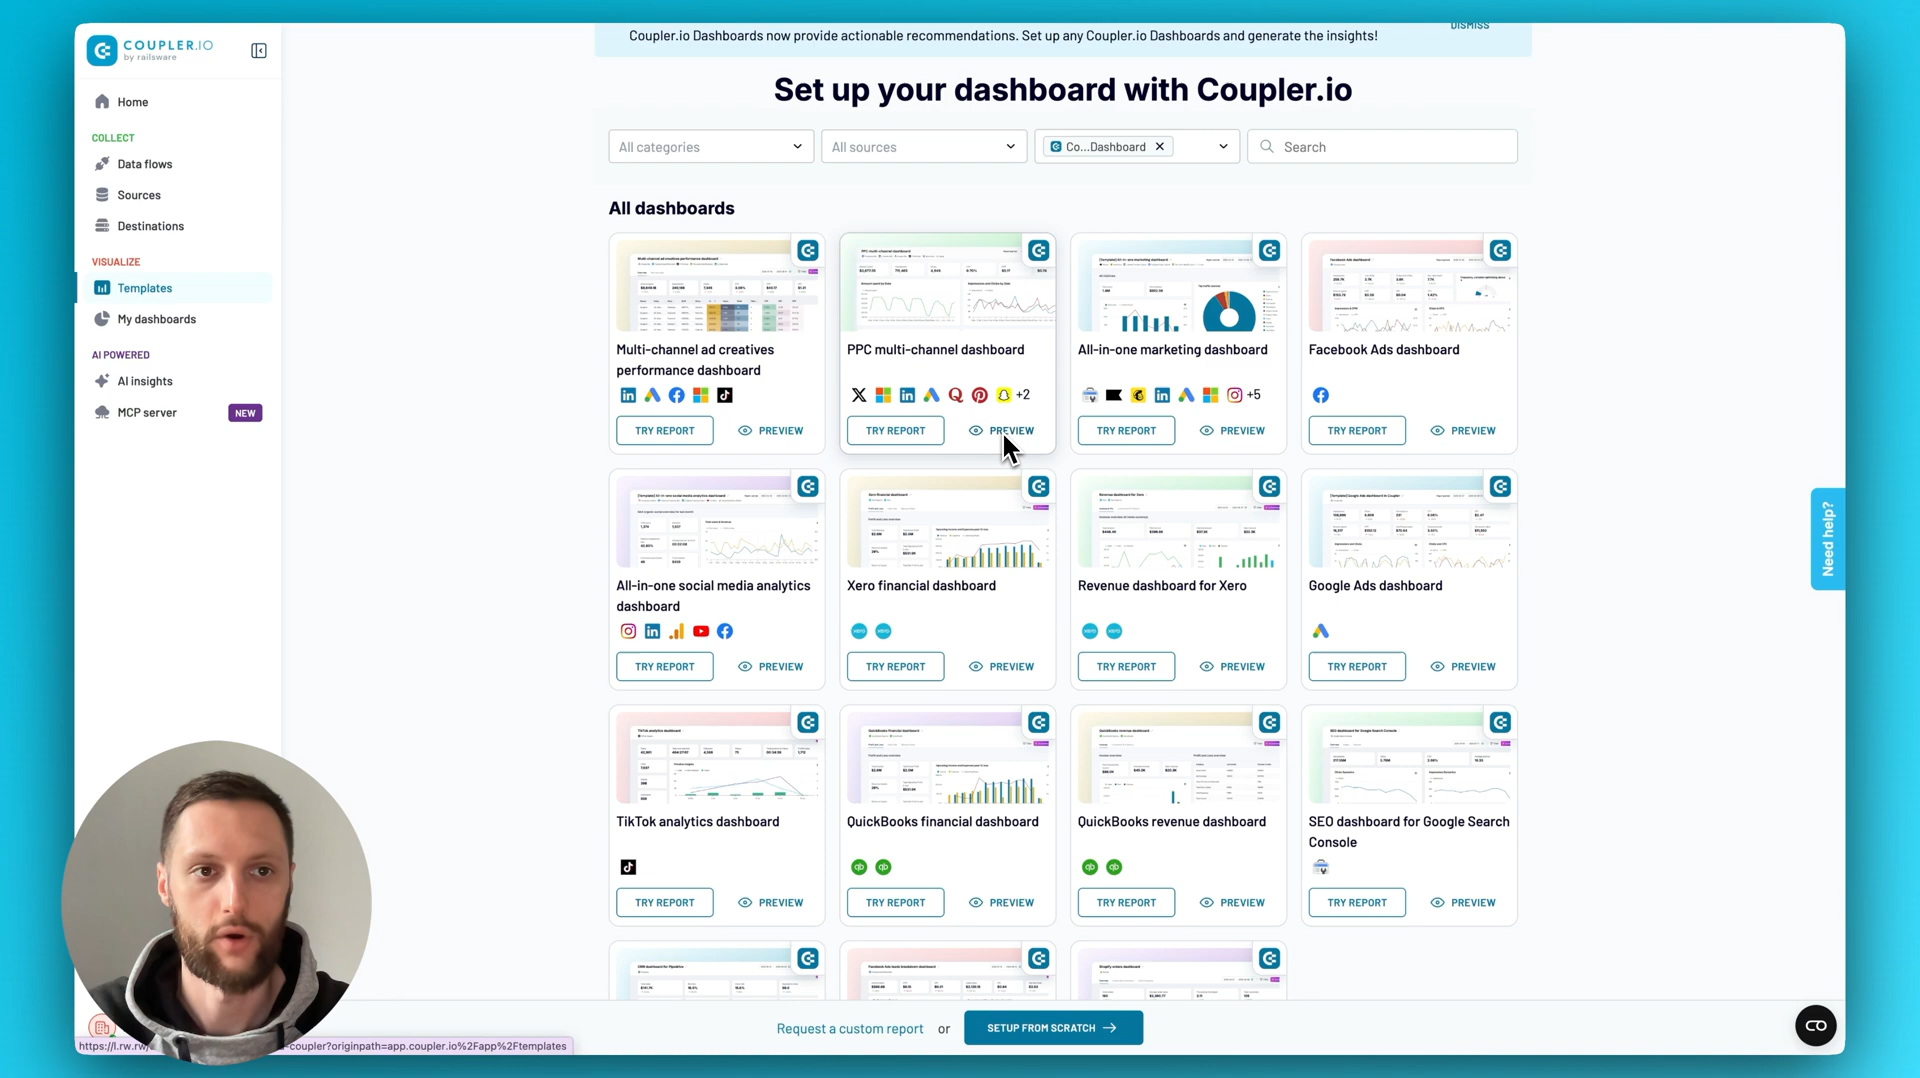 COUPLER.IO
by railsware
Home
COLLECT
Data flows
Sources
Destinations
VISUALIZE
Templates
My dashboards
AI POWERED
AI insights
MCP server NEW
DISMISS
Coupler.io Dashboards now provide actionable recommendations. Set up any Coupler.io Dashboards and generate the insights!
Set up your dashboard with Coupler.io
All categories
All sources
Co...Dashboard
Search
All dashboards
Multi-channel ad creatives
performance dashboard
TRY REPORT PREVIEW
PPC multi-channel dashboard
+2
TRY REPORT PREVIEW
All-in-one marketing dashboard
+5
TRY REPORT PREVIEW
Facebook Ads dashboard
TRY REPORT PREVIEW
All-in-one social media analytics
dashboard
TRY REPORT PREVIEW
Xero financial dashboard
xero xero
TRY REPORT PREVIEW
Revenue dashboard for Xero
xero xero
TRY REPORT PREVIEW
Google Ads dashboard
TRY REPORT PREVIEW
TikTok analytics dashboard
TRY REPORT PREVIEW
QuickBooks financial dashboard
TRY REPORT PREVIEW
QuickBooks revenue dashboard
TRY REPORT PREVIEW
SEO dashboard for Google Search
Console
TRY REPORT PREVIEW
Request a custom report or SETUP FROM SCRATCH
Need help?
https://l.rw.rw/
-coupler?originpath=app.coupler.io%2Fapp%2Ftemplates